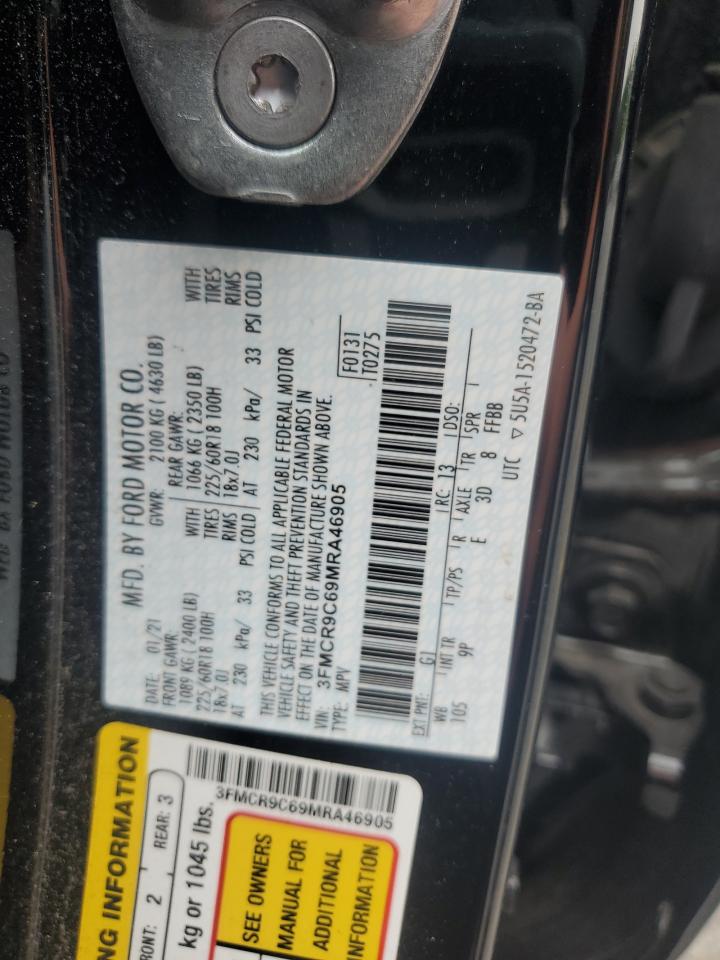 MFD. BY FORD MOTOR CO.
DATE: 01/21 GVWR: 2100 KG ( 4630 LB)
FRONT GAWR: REAR GAWR:
1089 KG ( 2400 LB) WITH 1066 KG ( 2350 LB) WITH
225/60R18 100H TIRES 225/60R18 100H TIRES
18x7.0J RIMS 18x7.0J RIMS
AT 230 kPa/ 33 PSI COLD AT 230 kPa/ 33 PSI COLD
THIS VEHICLE CONFORMS TO ALL APPLICABLE FEDERAL MOTOR
VEHICLE SAFETY AND THEFT PREVENTION STANDARDS IN
EFFECT ON THE DATE OF MANUFACTURE SHOWN ABOVE.
VIN: 3FMCR9C69MRA46905
TYPE: MPV
F0131
T0275
EXT PNT: G1 RC: 13 DSO:
WB INT TR TP/PS R AXLE TR SPR
105 9P E 3D 8 FFBB
UTC ▽ 5U5A-1520472-BA
NG INFORMATION
FRONT: 2 REAR: 3
kg or 1045 lbs.
3FMCR9C69MRA46905
SEE OWNERS
MANUAL FOR
ADDITIONAL
INFORMATION